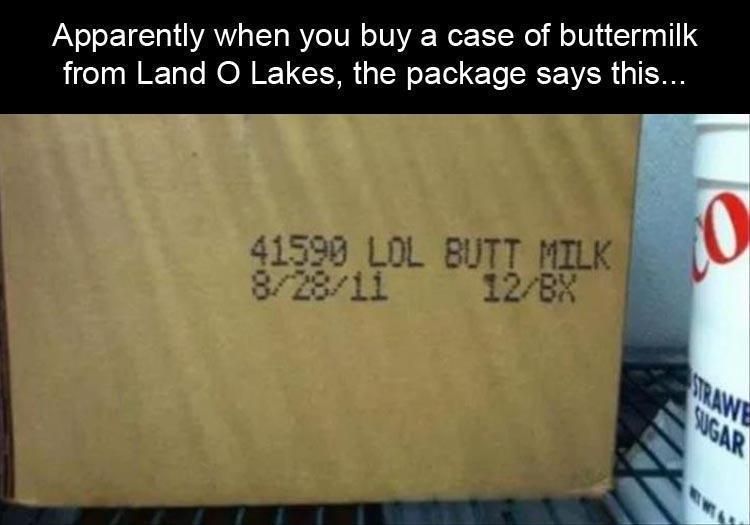 Apparently when you buy a case of buttermilk
from Land O Lakes, the package says this...
41590 LOL BUTT MILK
8/28/11 12/BX
CO
STRAWE
SUGAR